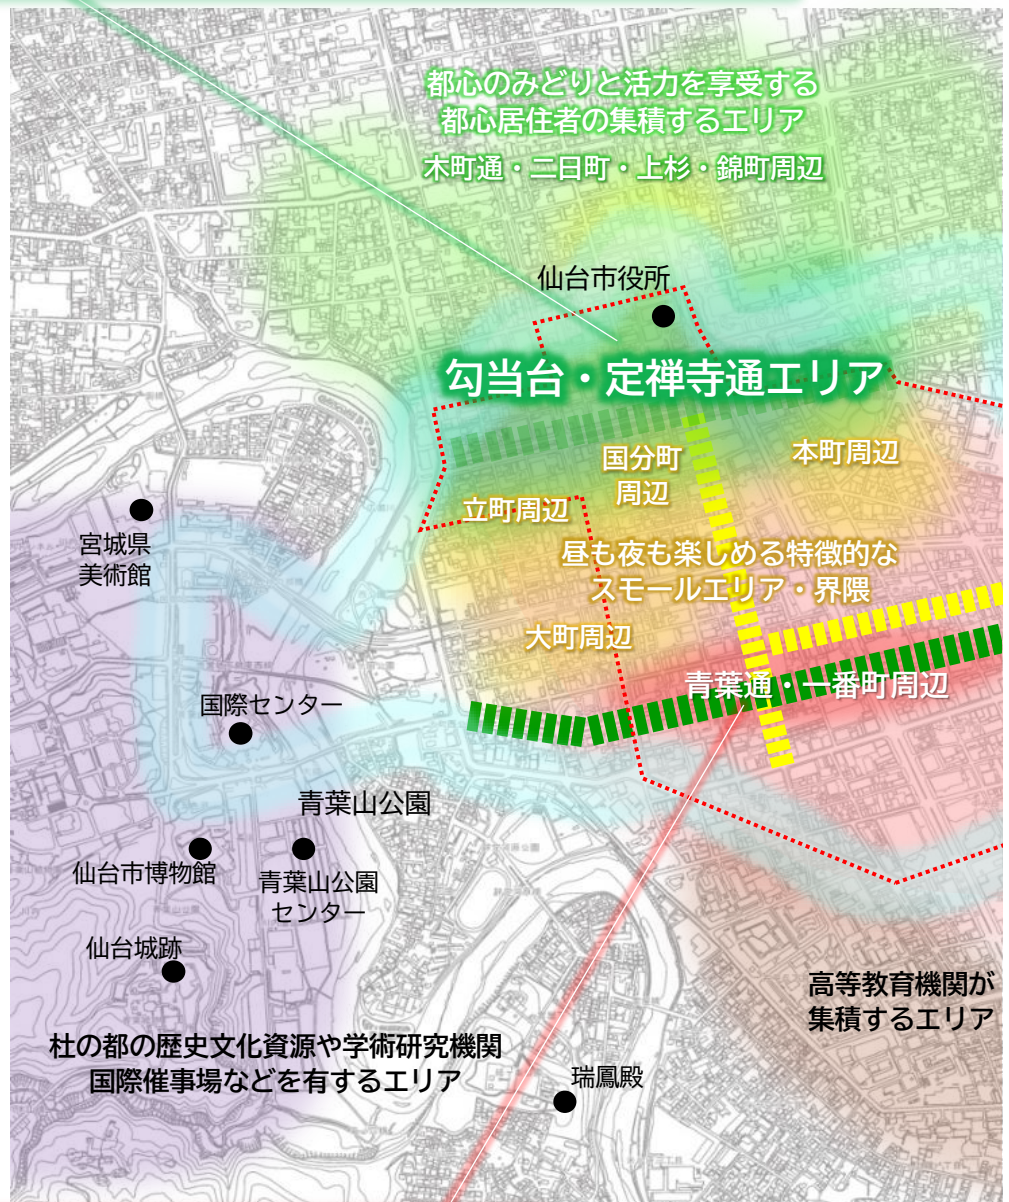 都心のみどりと活力を享受する
都心居住者の集積するエリア
木町通・二日町・上杉・錦町周辺
仙台市役所
勾当台・定禅寺通エリア
国分町
周辺
本町周辺
立町周辺
宮城県
美術館
昼も夜も楽しめる特徴的な
スモールエリア・界隈
大町周辺
青葉通・一番町周辺
国際センター
青葉山公園
仙台市博物館
青葉山公園
センター
仙台城跡
高等教育機関が
集積するエリア
杜の都の歴史文化資源や学術研究機関
国際催事場などを有するエリア
瑞鳳殿